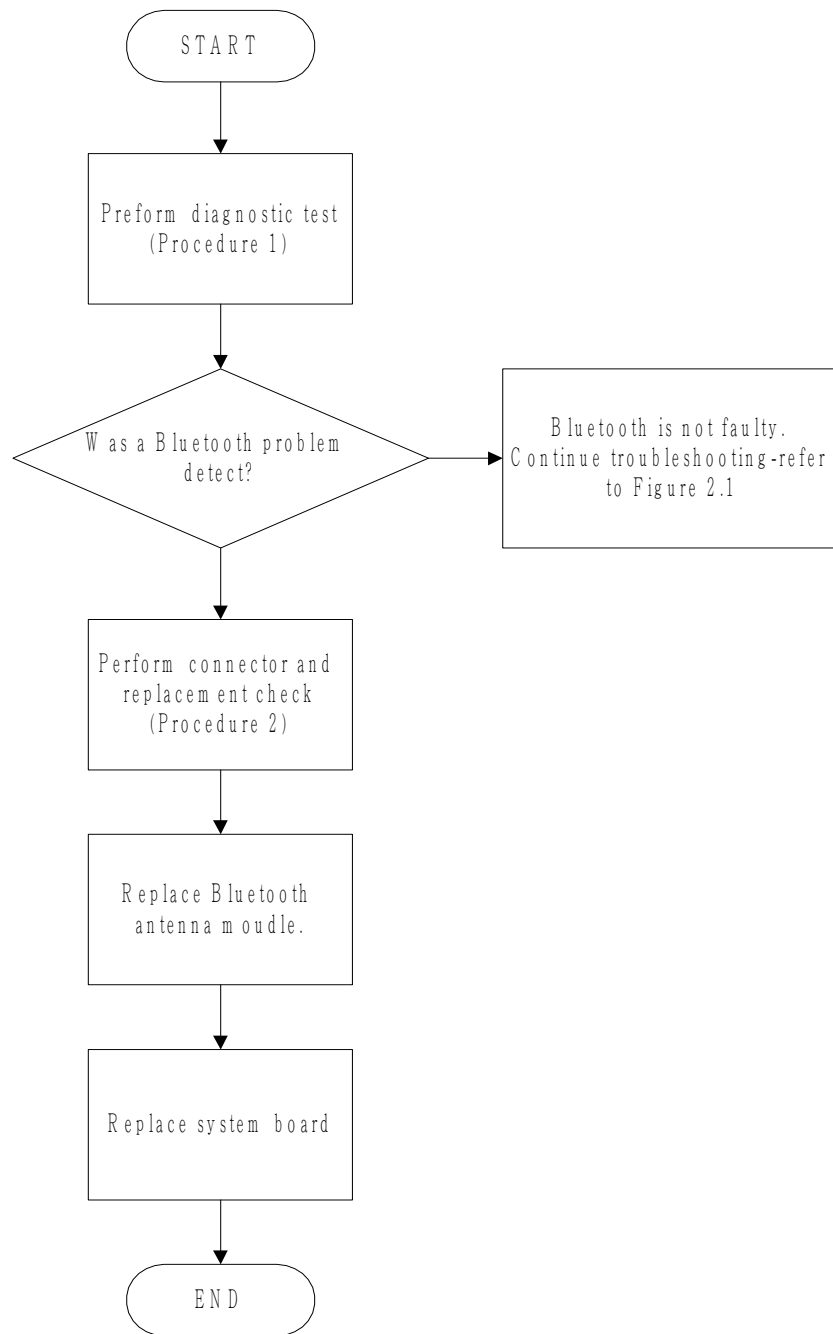 START
Preform diagnostic test
(Procedure 1)
Was a Bluetooth problem
detect?
Bluetooth is not faulty.
Continue troubleshooting-refer
to Figure 2.1
Perform connector and
replacement check
(Procedure 2)
Replace Bluetooth
antenna moudle.
Replace system board
END